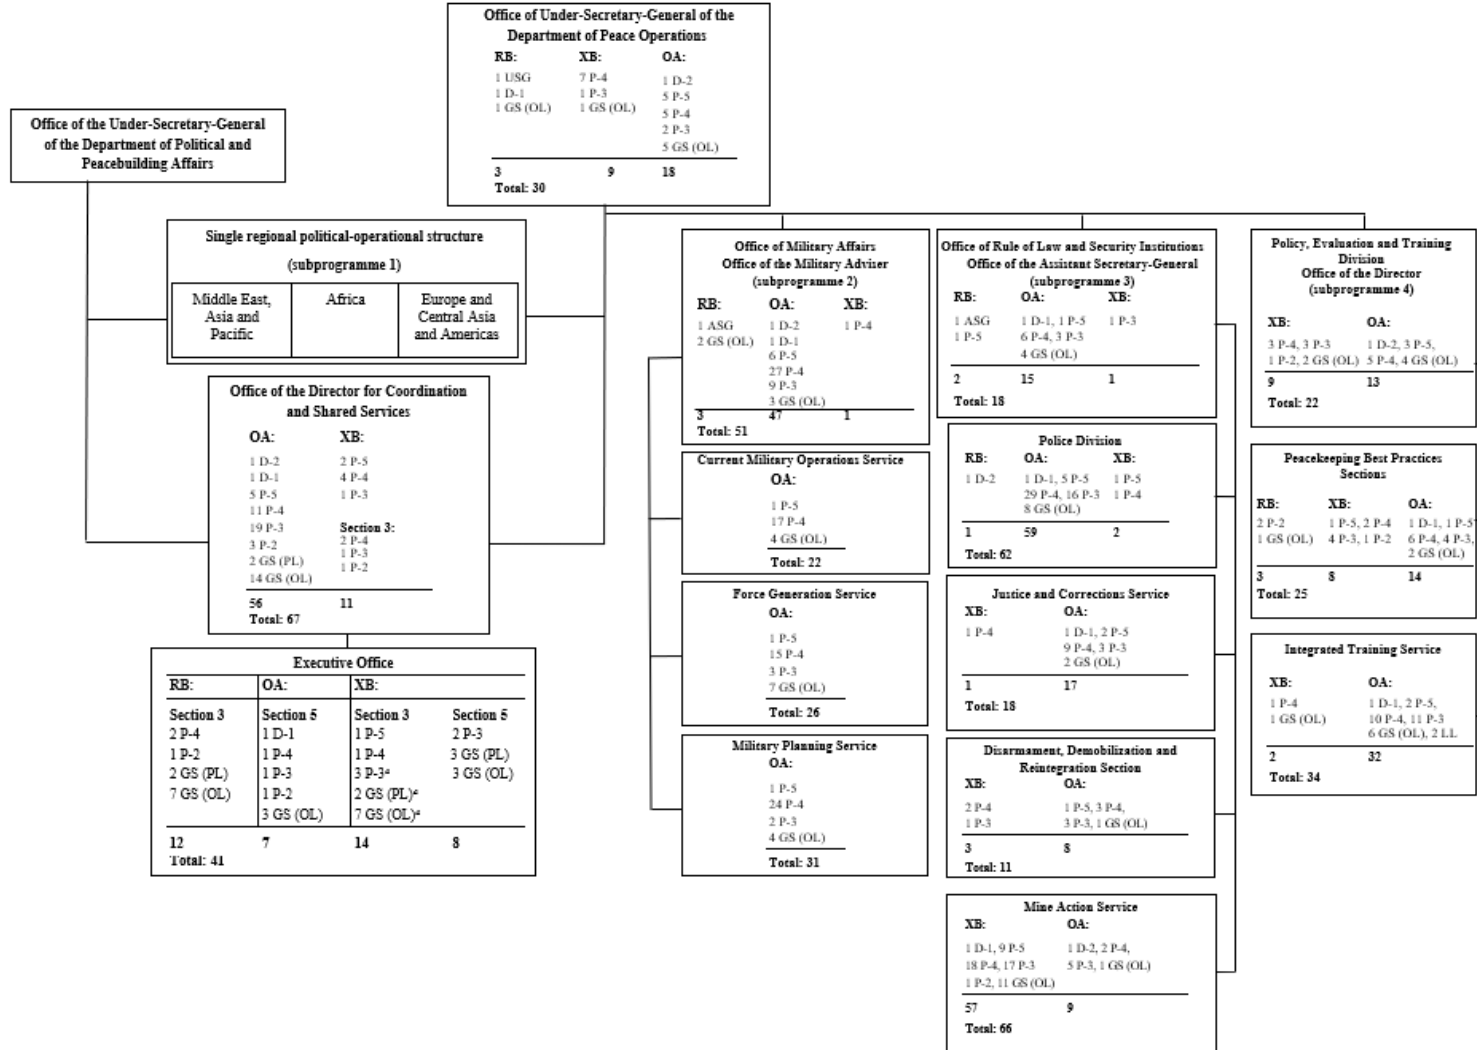 Office of Under-Secretary-General of the
Department of Peace Operations
RB: XB: OA:
1 USG 7 P-4 1 D-2
1 D-1 1 P-3 5 P-5
1 GS (OL) 1 GS (OL) 5 P-4
2 P-3
5 GS (OL)
3 9 18
Total: 30
Office of the Under-Secretary-General
of the Department of Political and
Peacebuilding Affairs
Single regional political-operational structure
(subprogramme 1)
Middle East,
Asia and
Pacific
Africa
Europe and
Central Asia
and Americas
Office of the Director for Coordination
and Shared Services
OA: XB:
1 D-2 2 P-5
1 D-1 4 P-4
5 P-5 1 P-3
11 P-4
19 P-3 Section 3:
3 P-2 2 P-4
2 GS (PL) 1 P-3
14 GS (OL) 1 P-2
56 11
Total: 67
Executive Office
RB: OA: XB:
Section 3 Section 5 Section 3 Section 5
2 P-4 1 D-1 1 P-5 2 P-3
1 P-2 1 P-4 1 P-4 3 GS (PL)
2 GS (PL) 1 P-3 3 P-3ᵃ 3 GS (OL)
7 GS (OL) 1 P-2 2 GS (PL)ᵃ
3 GS (OL) 7 GS (OL)ᵃ
12 7 14 8
Total: 41
Office of Military Affairs
Office of the Military Adviser
(subprogramme 2)
RB: OA: XB:
1 ASG 1 D-2 1 P-4
2 GS (OL) 1 D-1
6 P-5
27 P-4
9 P-3
3 GS (OL)
3 47 1
Total: 51
Current Military Operations Service
OA:
1 P-5
17 P-4
4 GS (OL)
Total: 22
Force Generation Service
OA:
1 P-5
15 P-4
3 P-3
7 GS (OL)
Total: 26
Military Planning Service
OA:
1 P-5
24 P-4
2 P-3
4 GS (OL)
Total: 31
Office of Rule of Law and Security Institutions
Office of the Assistant Secretary-General
(subprogramme 3)
RB: OA: XB:
1 ASG 1 D-1, 1 P-5 1 P-3
1 P-5 6 P-4, 3 P-3
4 GS (OL)
2 15 1
Total: 18
Police Division
RB: OA: XB:
1 D-2 1 D-1, 5 P-5 1 P-5
29 P-4, 16 P-3 1 P-4
8 GS (OL)
1 59 2
Total: 62
Justice and Corrections Service
XB: OA:
1 P-4 1 D-1, 2 P-5
9 P-4, 3 P-3
2 GS (OL)
1 17
Total: 18
Disarmament, Demobilization and
Reintegration Section
XB: OA:
2 P-4 1 P-5, 3 P-4,
1 P-3 3 P-3, 1 GS (OL)
3 8
Total: 11
Mine Action Service
XB: OA:
1 D-1, 9 P-5 1 D-2, 2 P-4,
18 P-4, 17 P-3 5 P-3, 1 GS (OL)
1 P-2, 11 GS (OL)
57 9
Total: 66
Policy, Evaluation and Training
Division
Office of the Director
(subprogramme 4)
XB: OA:
3 P-4, 3 P-3 1 D-2, 3 P-5,
1 P-2, 2 GS (OL) 5 P-4, 4 GS (OL)
9 13
Total: 22
Peacekeeping Best Practices
Sections
RB: XB: OA:
2 P-2 1 P-5, 2 P-4 1 D-1, 1 P-5
1 GS (OL) 4 P-3, 1 P-2 6 P-4, 4 P-3,
2 GS (OL)
3 8 14
Total: 25
Integrated Training Service
XB: OA:
1 P-4 1 D-1, 2 P-5,
1 GS (OL) 10 P-4, 11 P-3
6 GS (OL), 2 LL
2 32
Total: 34